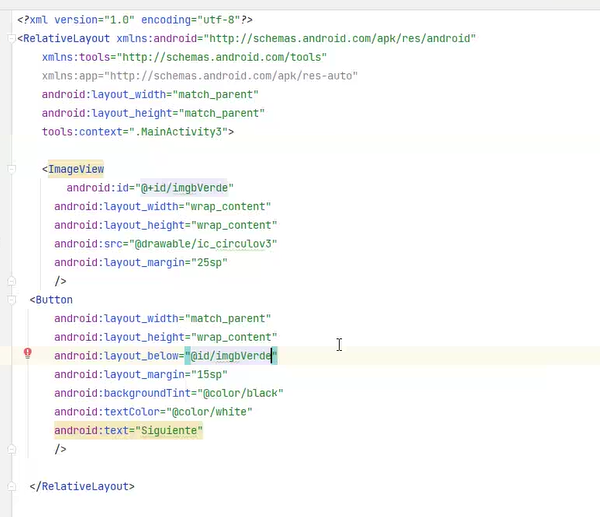 <?xml version="1.0" encoding="utf-8"?>
<RelativeLayout xmlns:android="http://schemas.android.com/apk/res/android"
xmlns:tools="http://schemas.android.com/tools"
xmlns:app="http://schemas.android.com/apk/res-auto"
android:layout_width="match_parent"
android:layout_height="match_parent"
tools:context=".MainActivity3">
<ImageView
android:id="@+id/imgbVerde"
android:layout_width="wrap_content"
android:layout_height="wrap_content"
android:src="@drawable/ic_circulov3"
android:layout_margin="25sp"
/>
<Button
android:layout_width="match_parent"
android:layout_height="wrap_content"
android:layout_below="@id/imgbVerde"
android:layout_margin="15sp"
android:backgroundTint="@color/black"
android:textColor="@color/white"
android:text="Siguiente"
/>
</RelativeLayout>